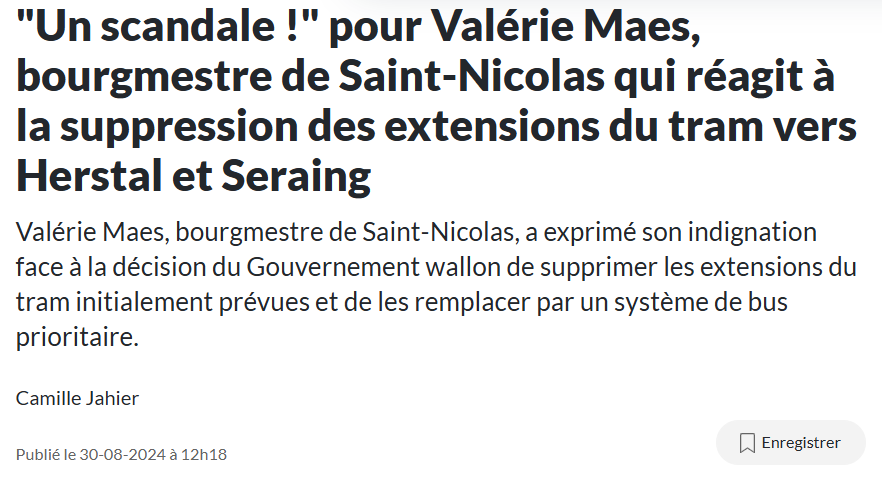 "Un scandale !" pour Valérie Maes,
bourgmestre de Saint-Nicolas qui réagit à
la suppression des extensions du tram vers
Herstal et Seraing
Valérie Maes, bourgmestre de Saint-Nicolas, a exprimé son indignation
face à la décision du Gouvernement wallon de supprimer les extensions du
tram initialement prévues et de les remplacer par un système de bus
prioritaire.
Camille Jahier
Publié le 30-08-2024 à 12h18
Enregistrer